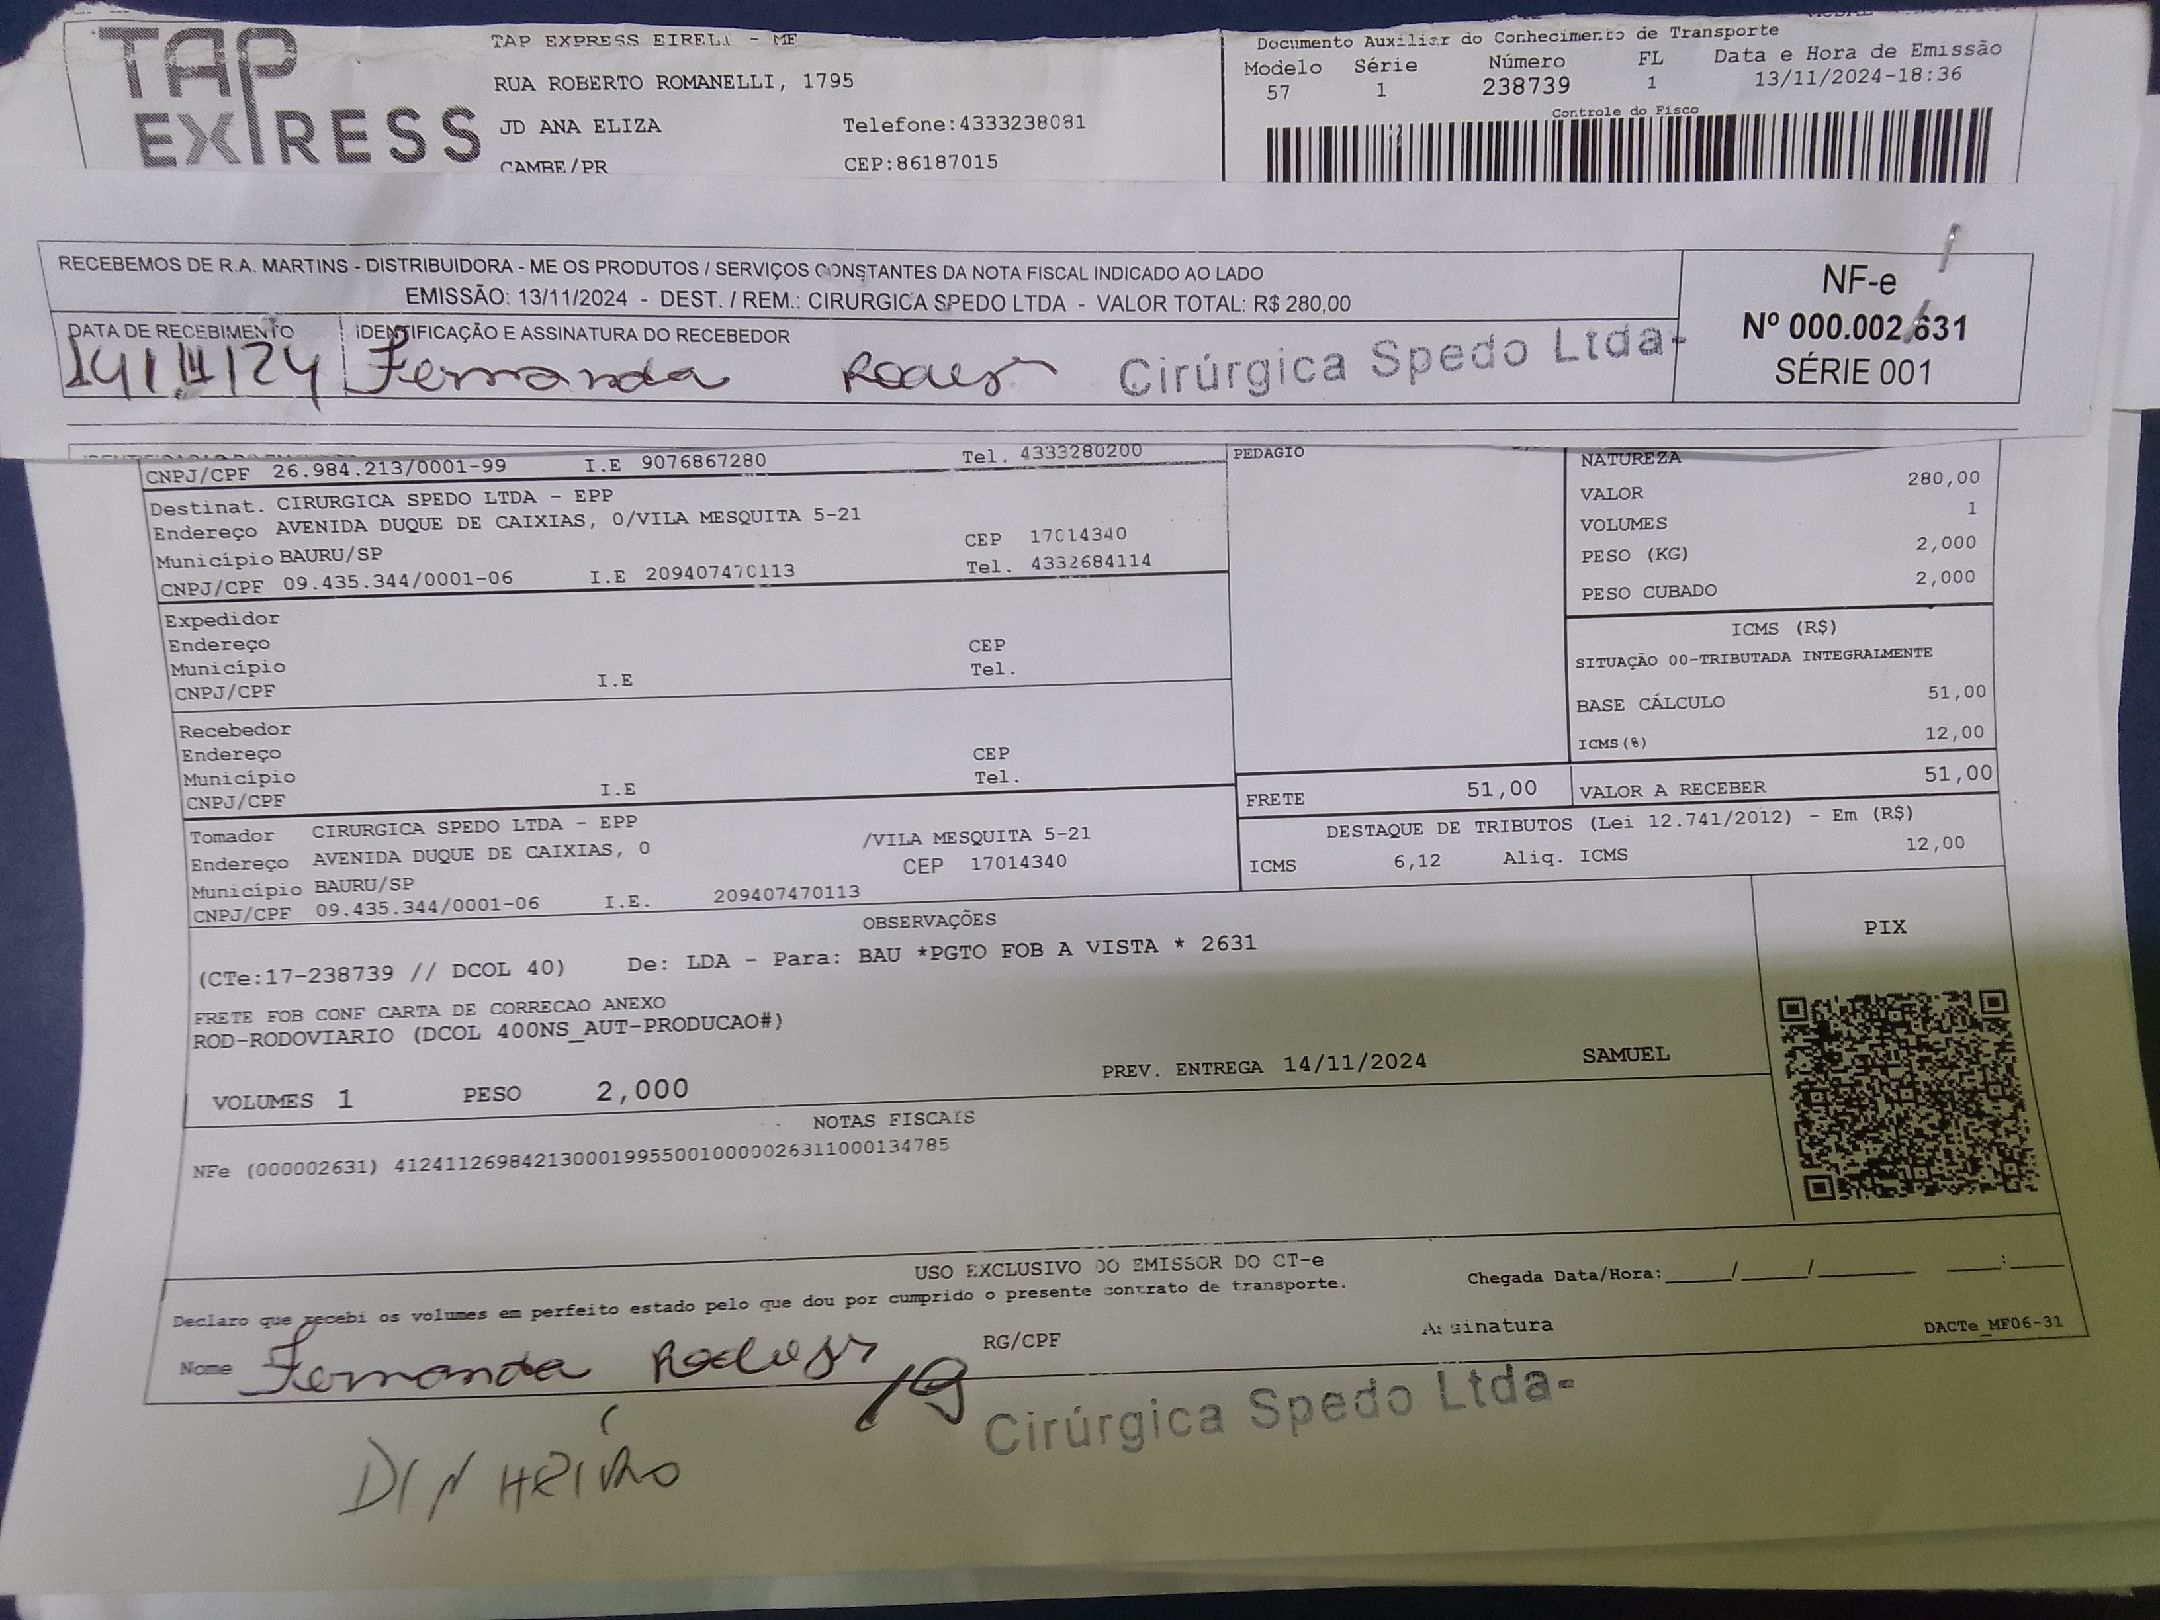 TAP EXPRESS
TAP EXPRESS EIRELI - ME
RUA ROBERTO ROMANELLI, 1795
JD ANA ELIZA Telefone:4333238081
CAMBE/PR CEP:86187015
Documento Auxiliar do Conhecimento de Transporte
Modelo Série Número FL Data e Hora de Emissão
57 1 238739 1 13/11/2024-18:36
Controle do Fisco
RECEBEMOS DE R.A. MARTINS - DISTRIBUIDORA - ME OS PRODUTOS / SERVIÇOS CONSTANTES DA NOTA FISCAL INDICADO AO LADO
EMISSÃO: 13/11/2024 - DEST. / REM.: CIRURGICA SPEDO LTDA - VALOR TOTAL: R$ 280,00
DATA DE RECEBIMENTO IDENTIFICAÇÃO E ASSINATURA DO RECEBEDOR
14/11/24 Fernanda Cirúrgica Spedo Ltda-
NF-e
Nº 000.002.631
SÉRIE 001
CNPJ/CPF 26.984.213/0001-99 I.E 9076867280 Tel. 4333280200
Destinat. CIRURGICA SPEDO LTDA - EPP
Endereço AVENIDA DUQUE DE CAIXIAS, 0/VILA MESQUITA 5-21
Município BAURU/SP CEP 17014340
CNPJ/CPF 09.435.344/0001-06 I.E 209407470113 Tel. 4332684114
Expedidor
Endereço CEP
Município Tel.
CNPJ/CPF I.E
Recebedor
Endereço CEP
Município Tel.
CNPJ/CPF I.E
Tomador CIRURGICA SPEDO LTDA - EPP
Endereço AVENIDA DUQUE DE CAIXIAS, 0 /VILA MESQUITA 5-21
Município BAURU/SP CEP 17014340
CNPJ/CPF 09.435.344/0001-06 I.E. 209407470113
PEDAGIO
NATUREZA
VALOR 280,00
VOLUMES 1
PESO (KG) 2,000
PESO CUBADO 2,000
ICMS (R$)
SITUAÇÃO 00-TRIBUTADA INTEGRALMENTE
BASE CÁLCULO 51,00
ICMS(%) 12,00
FRETE 51,00 VALOR A RECEBER 51,00
DESTAQUE DE TRIBUTOS (Lei 12.741/2012) - Em (R$)
ICMS 6,12 Aliq. ICMS 12,00
OBSERVAÇÕES
(CTe:17-238739 // DCOL 40) De: LDA - Para: BAU *PGTO FOB A VISTA * 2631
FRETE FOB CONF CARTA DE CORRECAO ANEXO
ROD-RODOVIARIO (DCOL 400NS_AUT-PRODUCAO#)
VOLUMES 1 PESO 2,000 PREV. ENTREGA 14/11/2024 SAMUEL
PIX
NOTAS FISCAIS
NFe (000002631) 41241126984213000199550010000026311000134785
USO EXCLUSIVO DO EMISSOR DO CT-e
Declaro que recebi os volumes em perfeito estado pelo que dou por cumprido o presente contrato de transporte.
Chegada Data/Hora:____/____/______ ___:___
Nome Fernanda RG/CPF Assinatura DACTe_MF06-31
Cirúrgica Spedo Ltda-